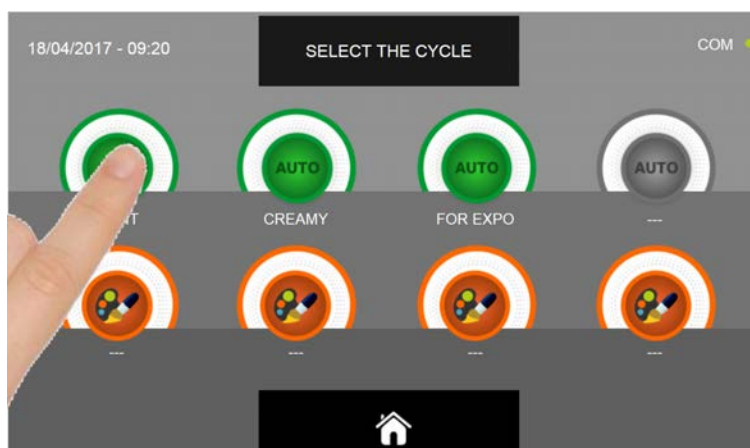 18/04/2017 - 09:20
SELECT THE CYCLE
COM
AUTO
AUTO
AUTO
CREAMY
FOR EXPO
---
---
---
---
---